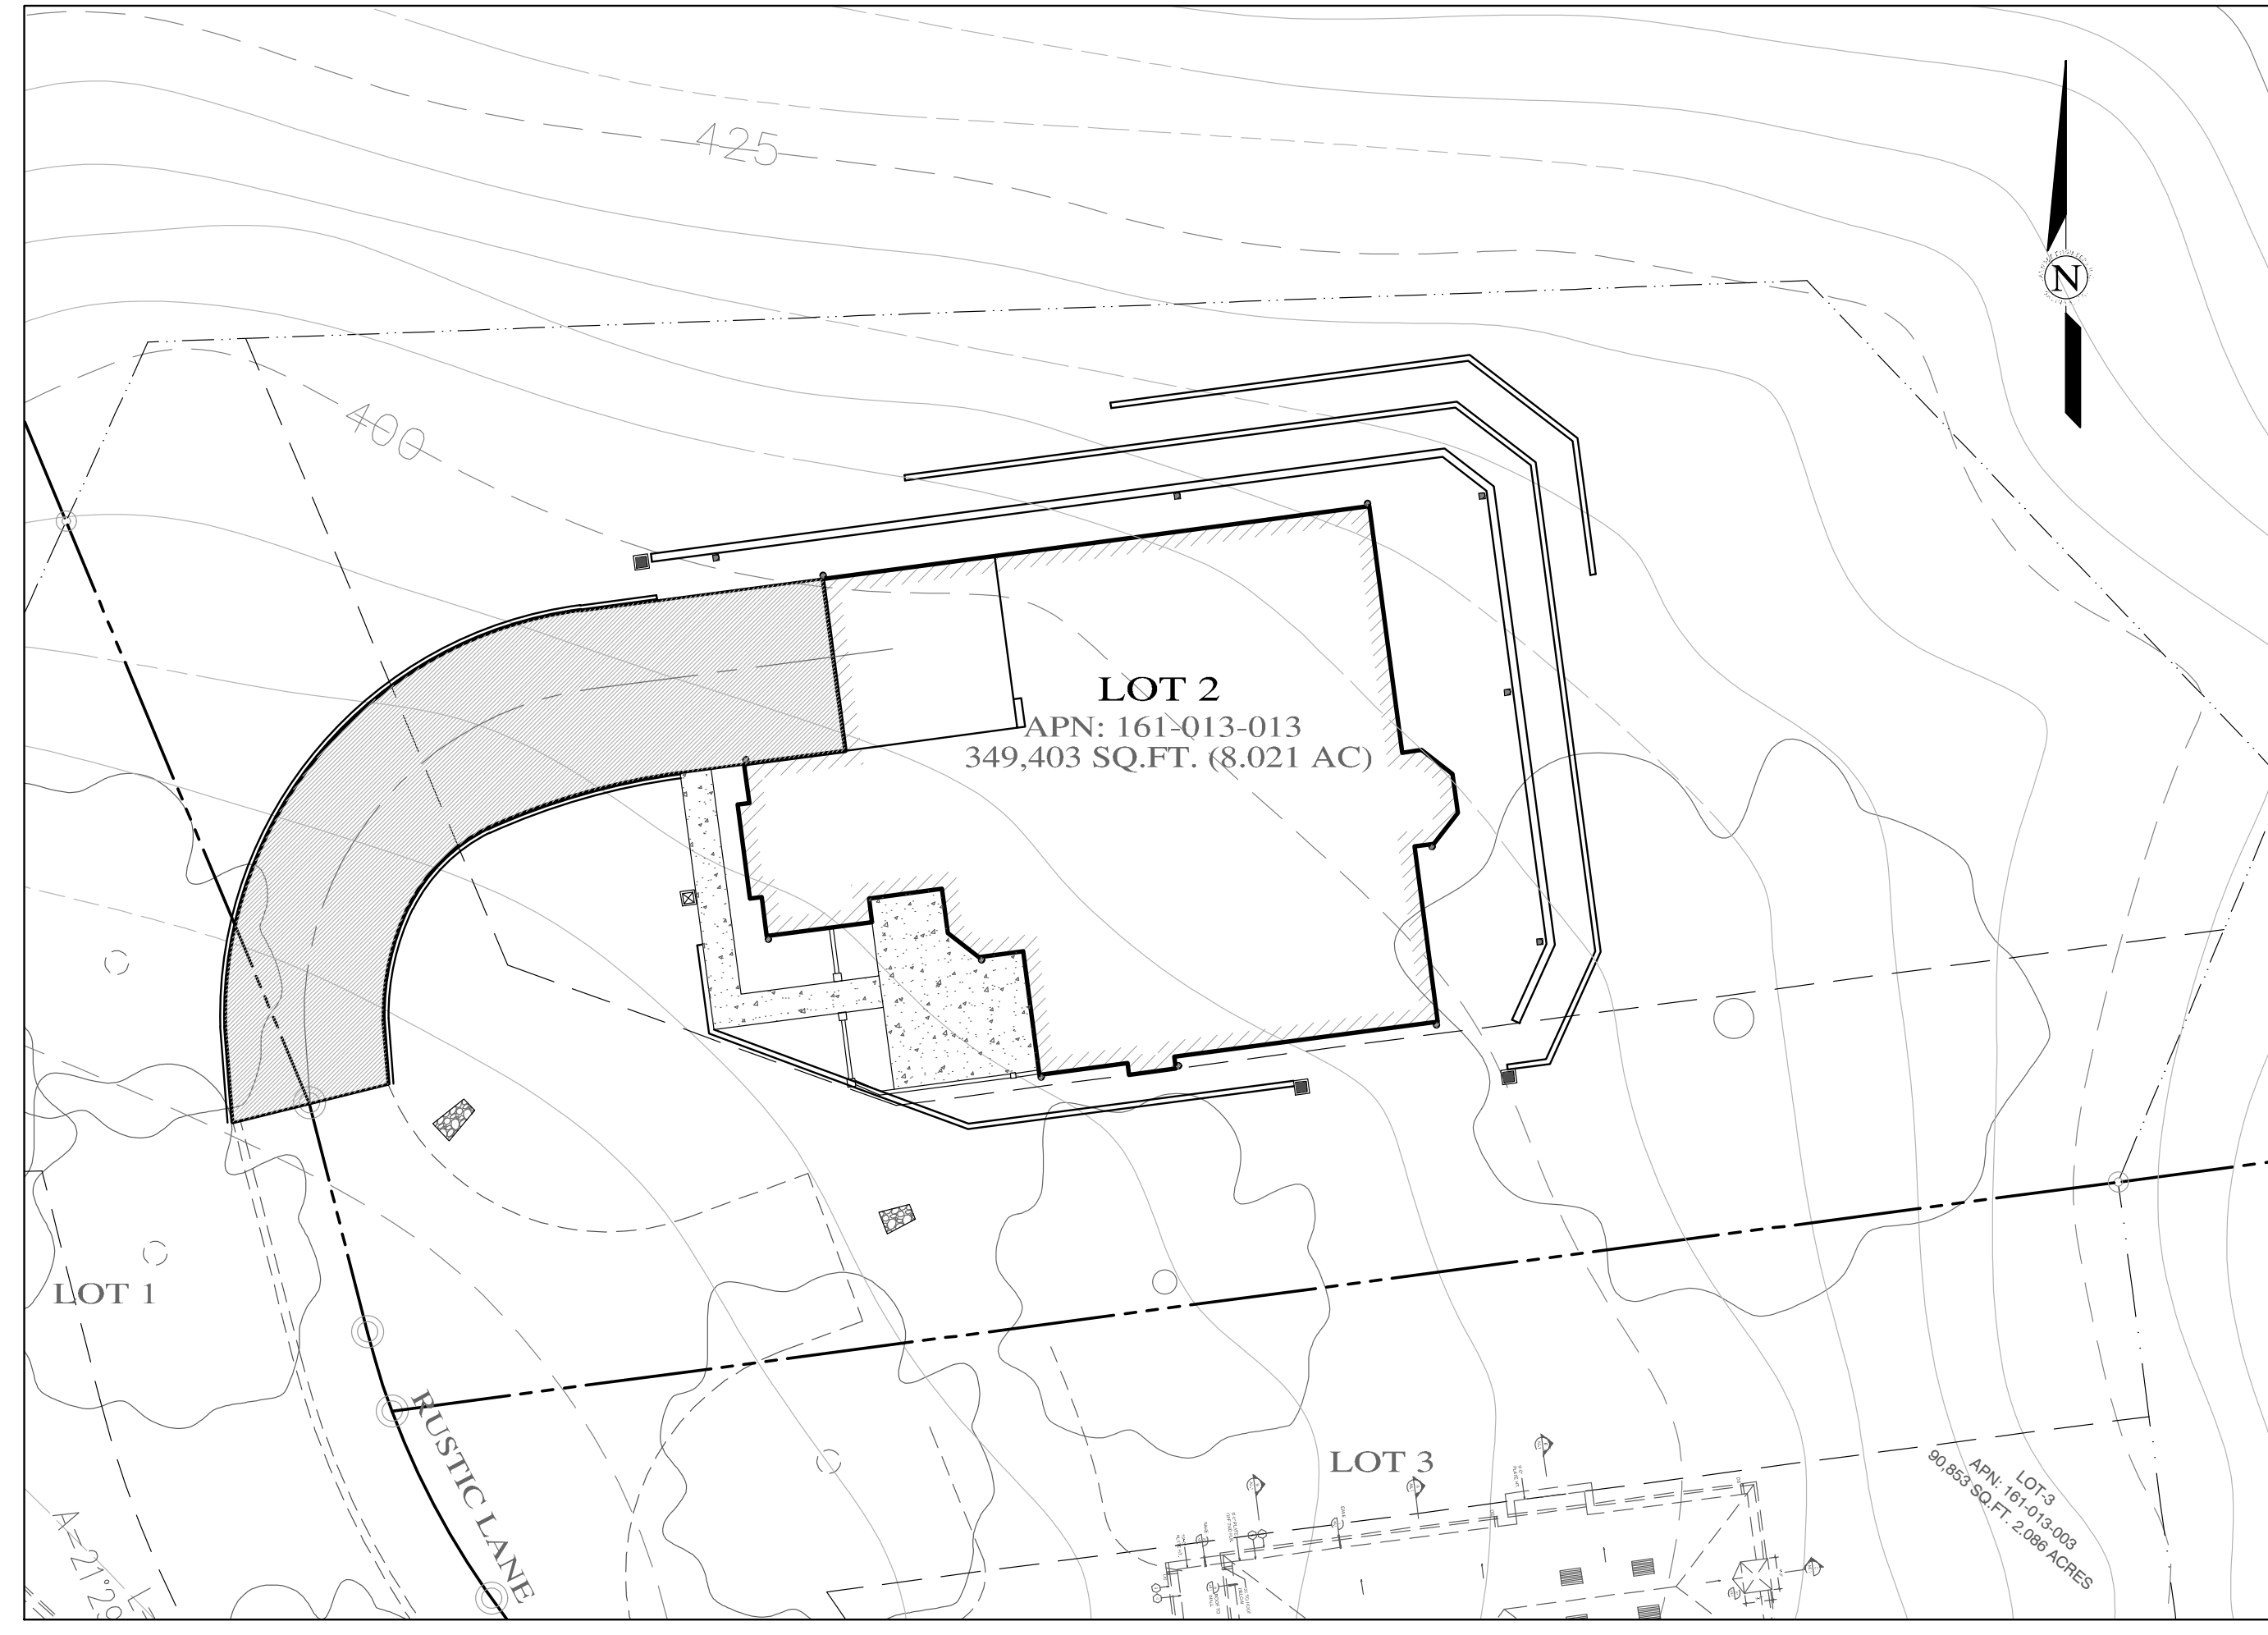 425
N
400
LOT 2
APN: 161-013-013
349,403 SQ.FT. (8.021 AC)
LOT 1
RUSTIC LANE
LOT 3
LOT-3
APN: 161-013-003
90,853 SQ.FT. 2.086 ACRES